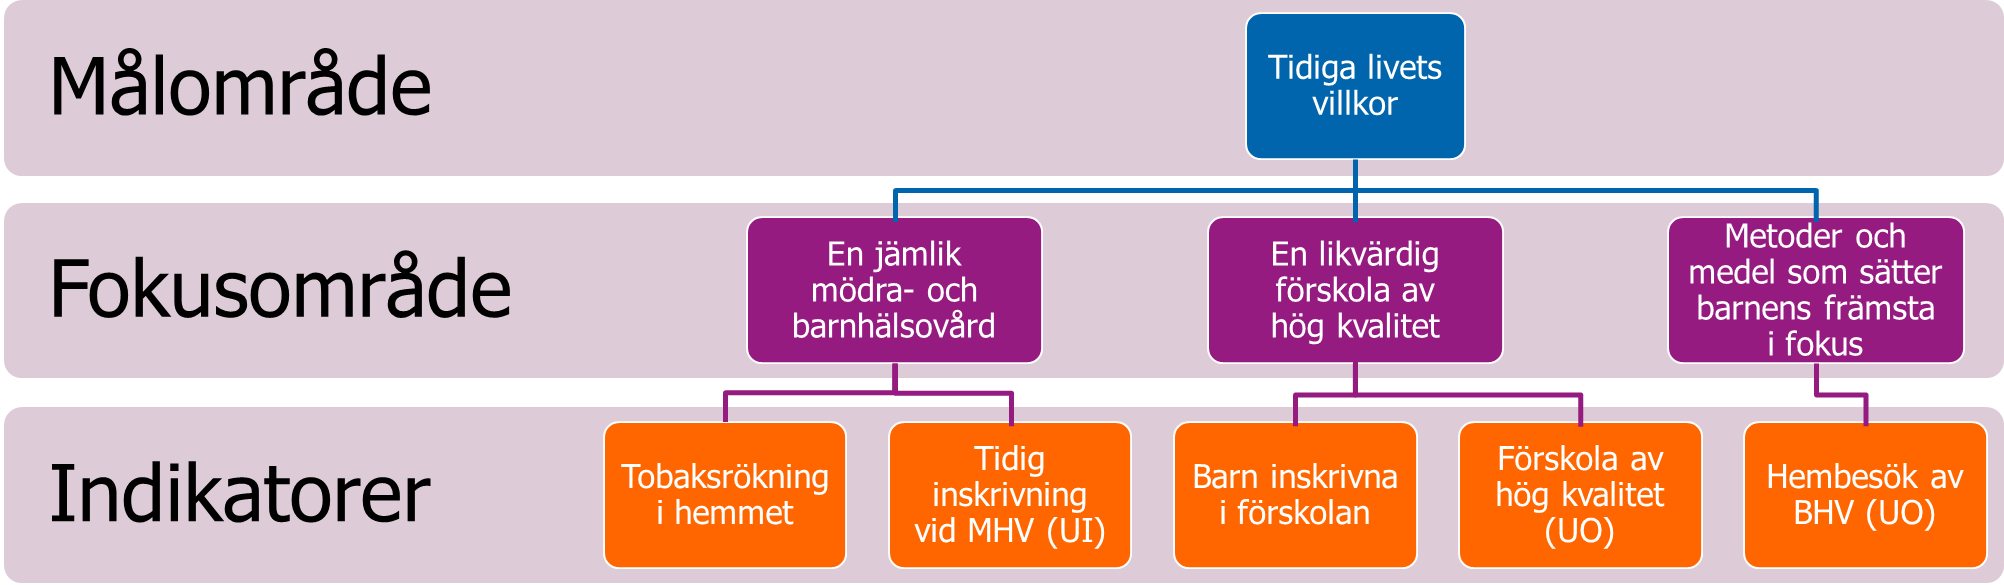 Målområde
Tidiga livets
villkor
Fokusområde
En jämlik
mödra- och
barnhälsovård
En likvärdig
förskola av
hög kvalitet
Metoder och
medel som sätter
barnens främsta
i fokus
Indikatorer
Tobaksrökning
i hemmet
Tidig
inskrivning
vid MHV (UI)
Barn inskrivna
i förskolan
Förskola av
hög kvalitet
(UO)
Hembesök av
BHV (UO)